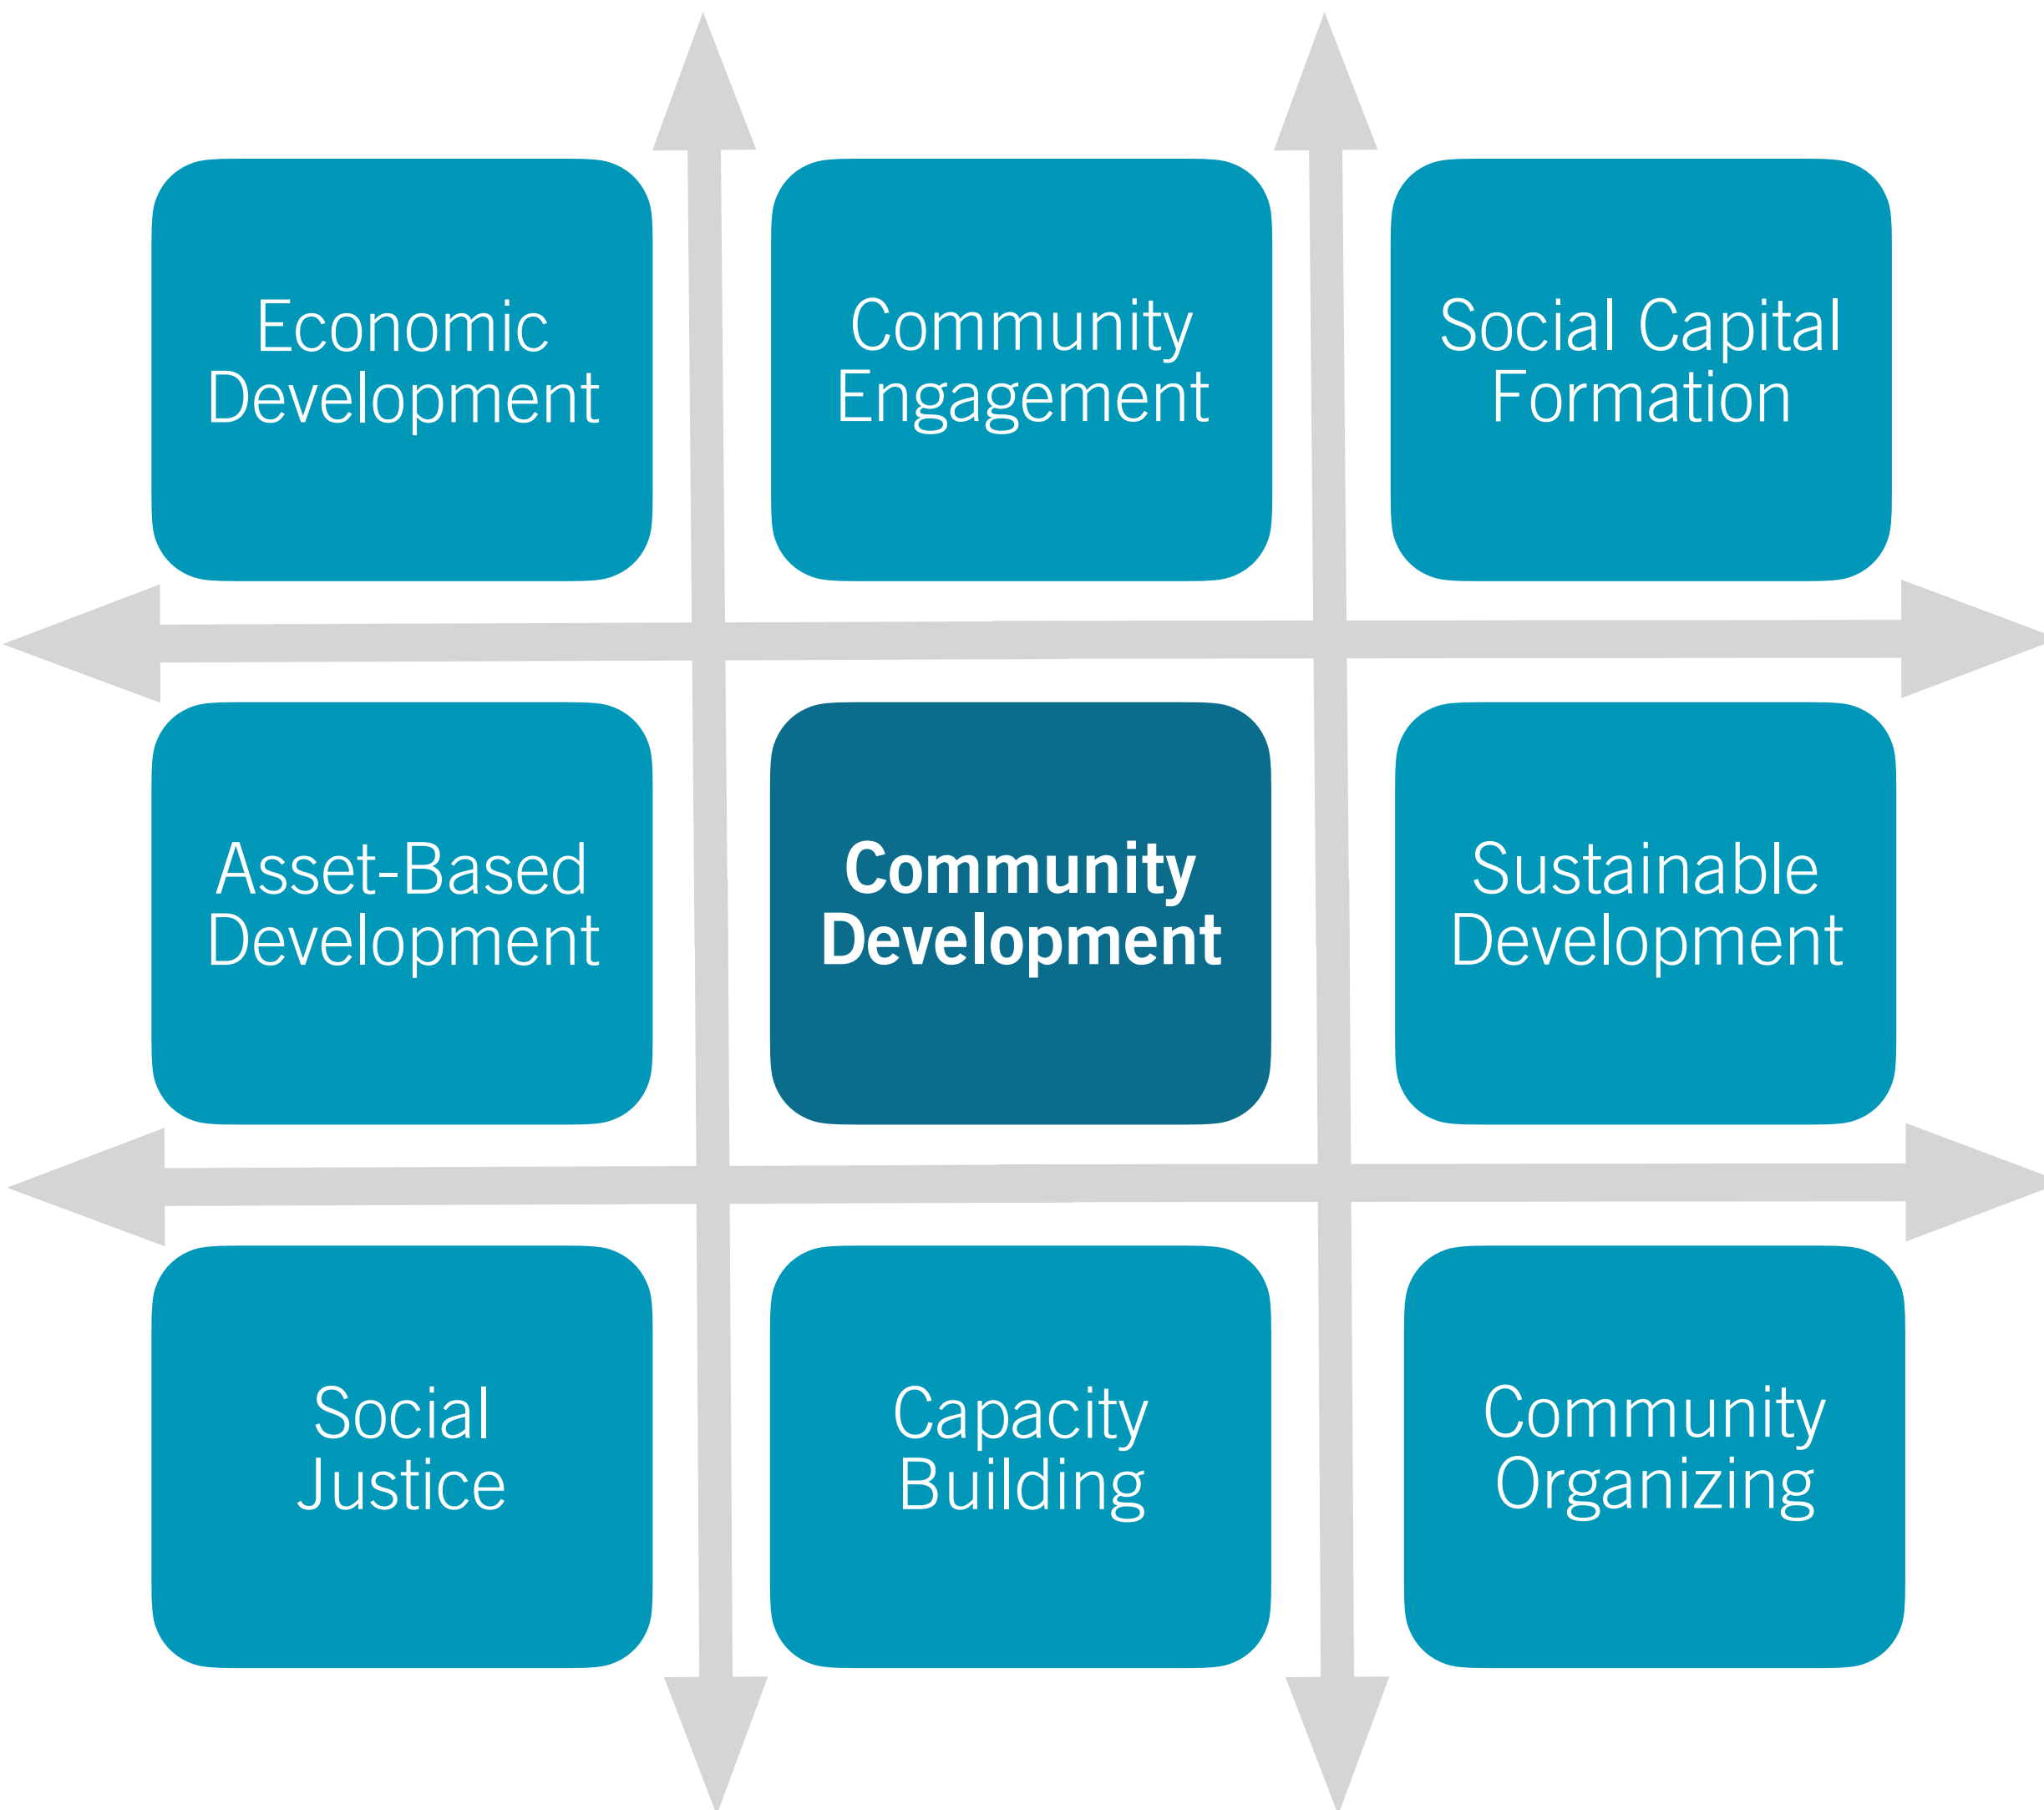 Economic
Development
Community
Engagement
Social Capital
Formation
Asset-Based
Development
Community
Development
Sustainable
Development
Social
Justice
Capacity
Building
Community
Organizing